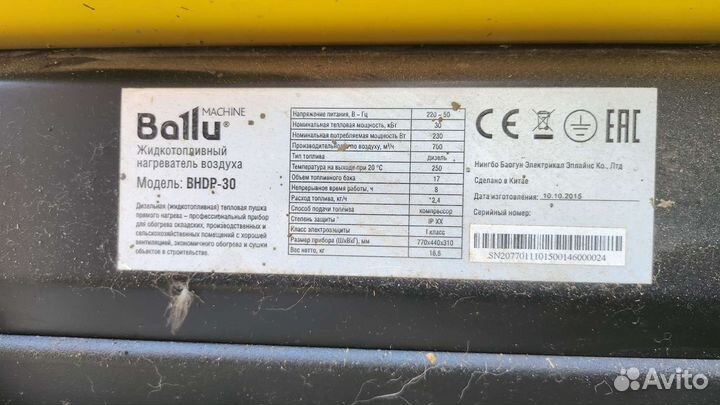 Ballu® MACHINE
Жидкотопливный
нагреватель воздуха
Модель: BHDP-30
Дизельная (жидкотопливная) тепловая пушка
прямого нагрева – профессиональный прибор
для обогрева складских, производственных и
сельскохозяйственных помещений с хорошей
вентиляцией, экономичного обогрева и сушки
объектов в строительстве.
Напряжение питания, В – Гц 220 – 50
Номинальная тепловая мощность, кВт 30
Номинальная потребляемая мощность Вт 230
Производительность по воздуху, м³/ч 700
Тип топлива дизель
Температура на выходе при 20 °С 250
Объем топливного бака 17
Непрерывное время работы, ч 8
Расход топлива, кг/ч 2,4
Способ подачи топлива компрессор
Степень защиты IP XX
Класс электрозащиты 1 класс
Размер прибора (ШхВхГ), мм 770х440х310
Вес нетто, кг 18,5
CE EAC
Нингбо Баогун Электрикал Эплайнс Ко., Лтд
Сделано в Китае
Дата изготовления: 10.10.2015
Серийный номер:
SN2077011101500146000024
Avito